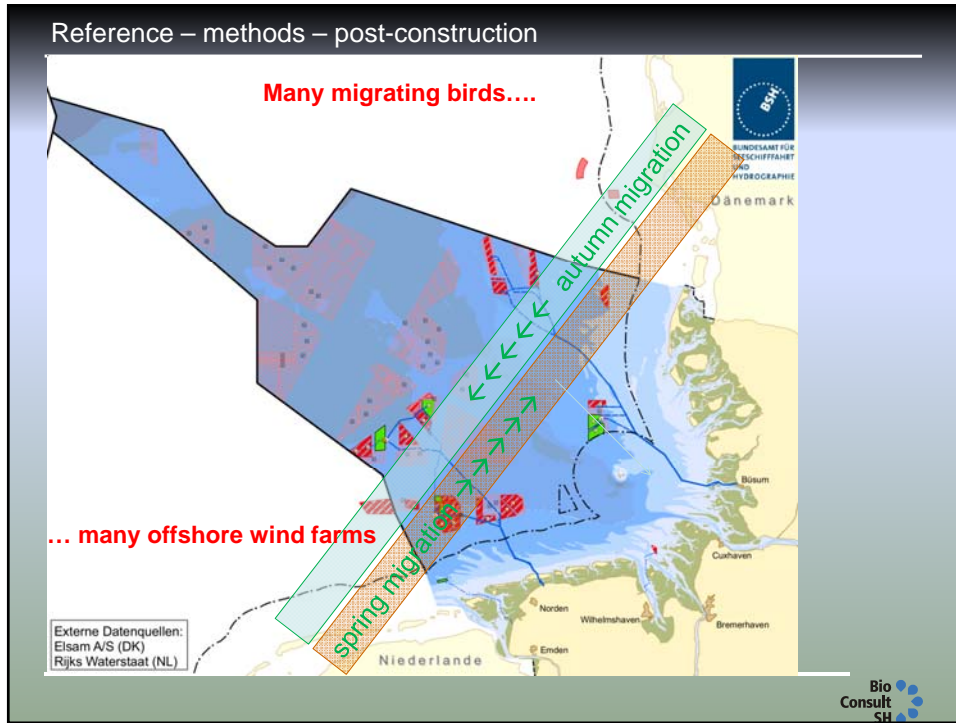 Reference – methods – post-construction
Many migrating birds….
BSH
BUNDESAMT FÜR
SEESCHIFFFAHRT
UND
HYDROGRAPHIE
Dänemark
autumn migration
Büsum
… many offshore wind farms
spring migration
Cuxhaven
Norden
Wilhelmshaven
Bremerhaven
Emden
Externe Datenquellen:
Elsam A/S (DK)
Rijks Waterstaat (NL)
Niederlande
Bio
Consult
SH